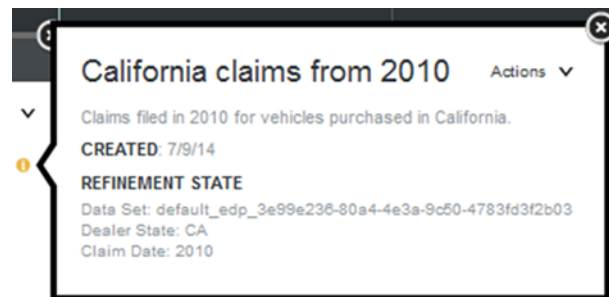 California claims from 2010 Actions
Claims filed in 2010 for vehicles purchased in California.
CREATED: 7/9/14
REFINEMENT STATE
Data Set: default_edp_3e99e236-80a4-4e3a-9c50-4783fd3f2b03
Dealer State: CA
Claim Date: 2010